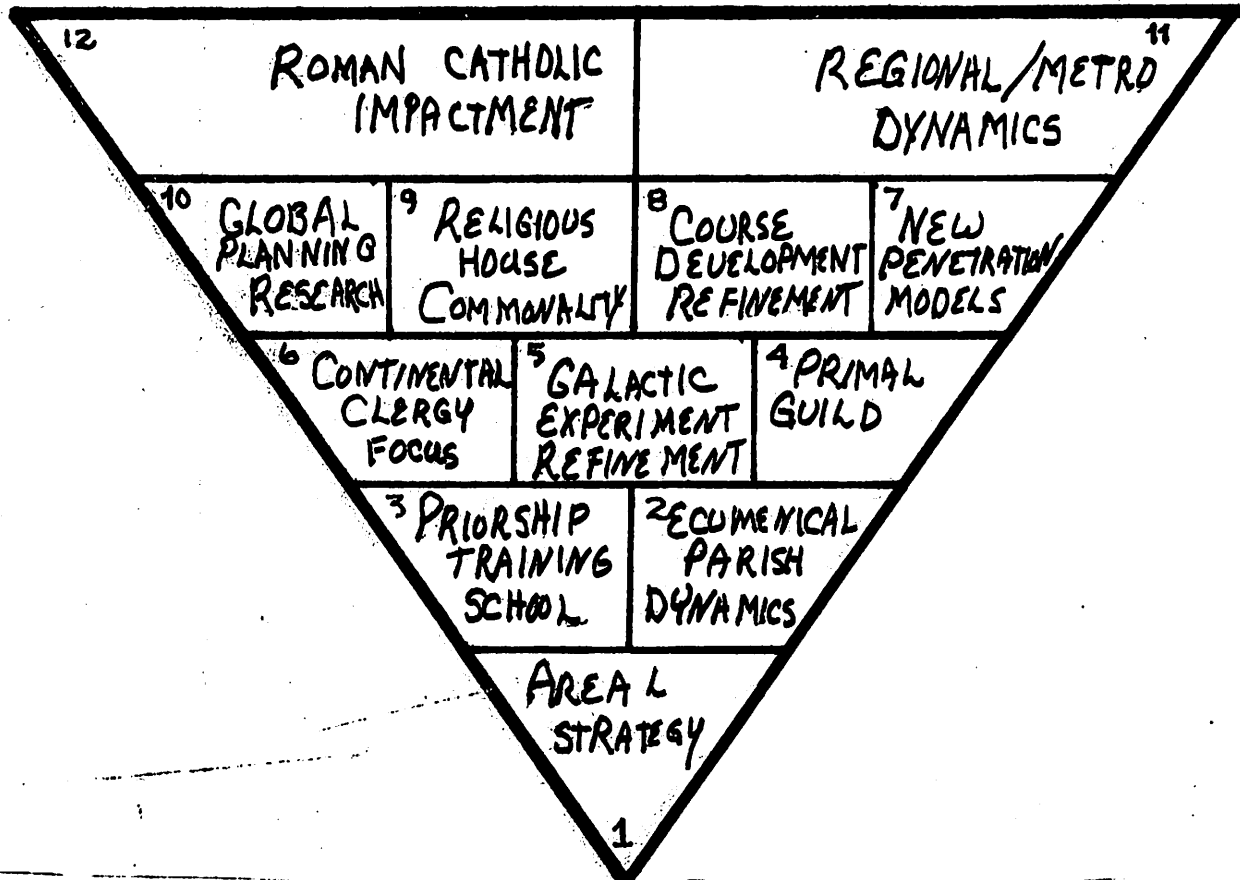 12
ROMAN CATHOLIC
IMPACTMENT
11
REGIONAL/METRO
DYNAMICS
10
GLOBAL
PLANNING
RESEARCH
9
RELIGIOUS
HOUSE
COMMONALITY
8
COURSE
DEVELOPMENT
REFINEMENT
7
NEW
PENETRATION
MODELS
6
CONTINENTAL
CLERGY
FOCUS
5
GALACTIC
EXPERIMENT
REFINEMENT
4
PRIMAL
GUILD
3
PRIORSHIP
TRAINING
SCHOOL
2
ECUMENICAL
PARISH
DYNAMICS
AREAL
STRATEGY
1